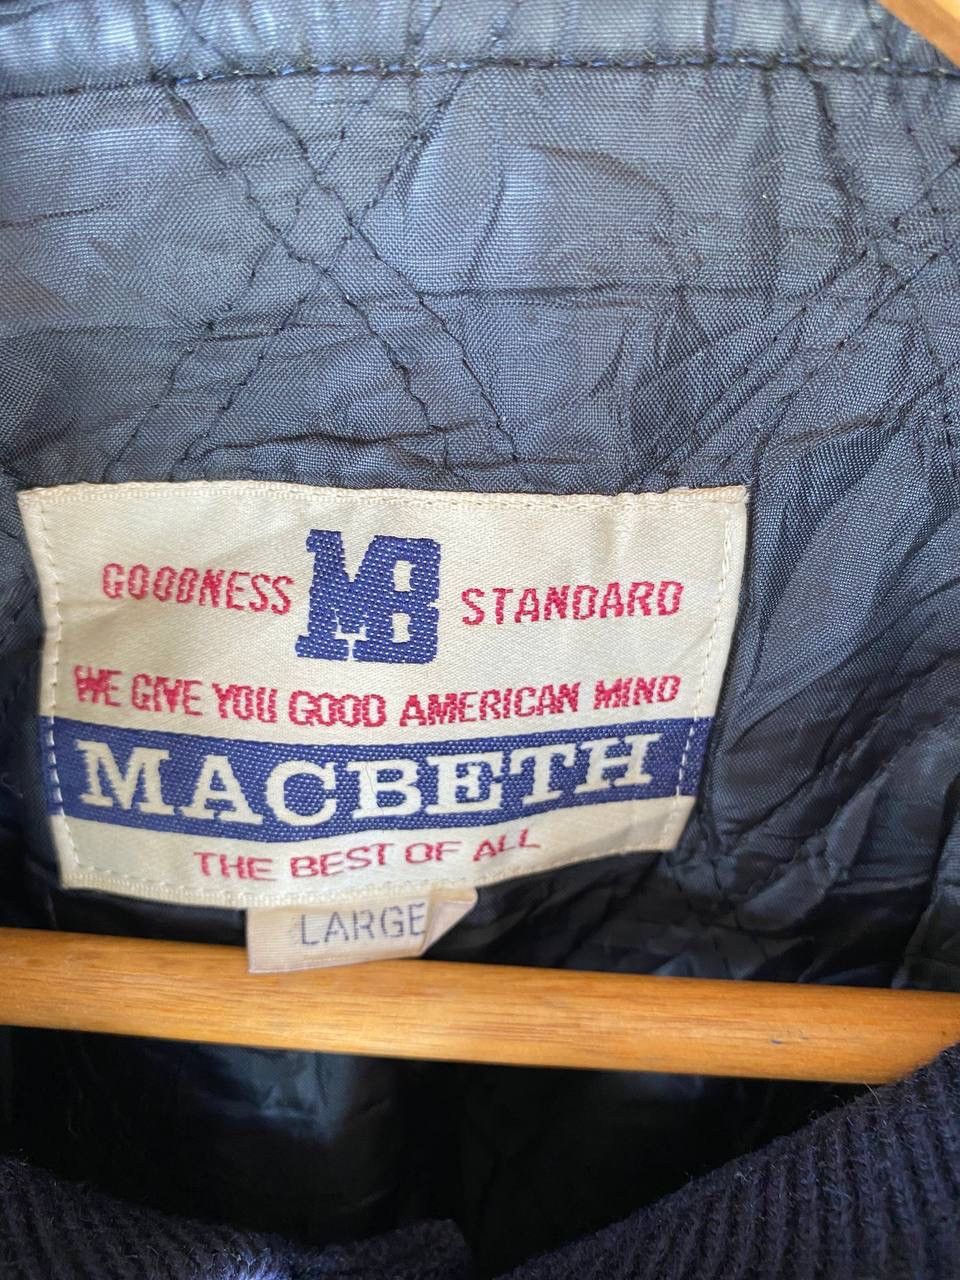 GOODNESS MB STANDARD
WE GIVE YOU GOOD AMERICAN MIND
MACBETH
THE BEST OF ALL
LARGE